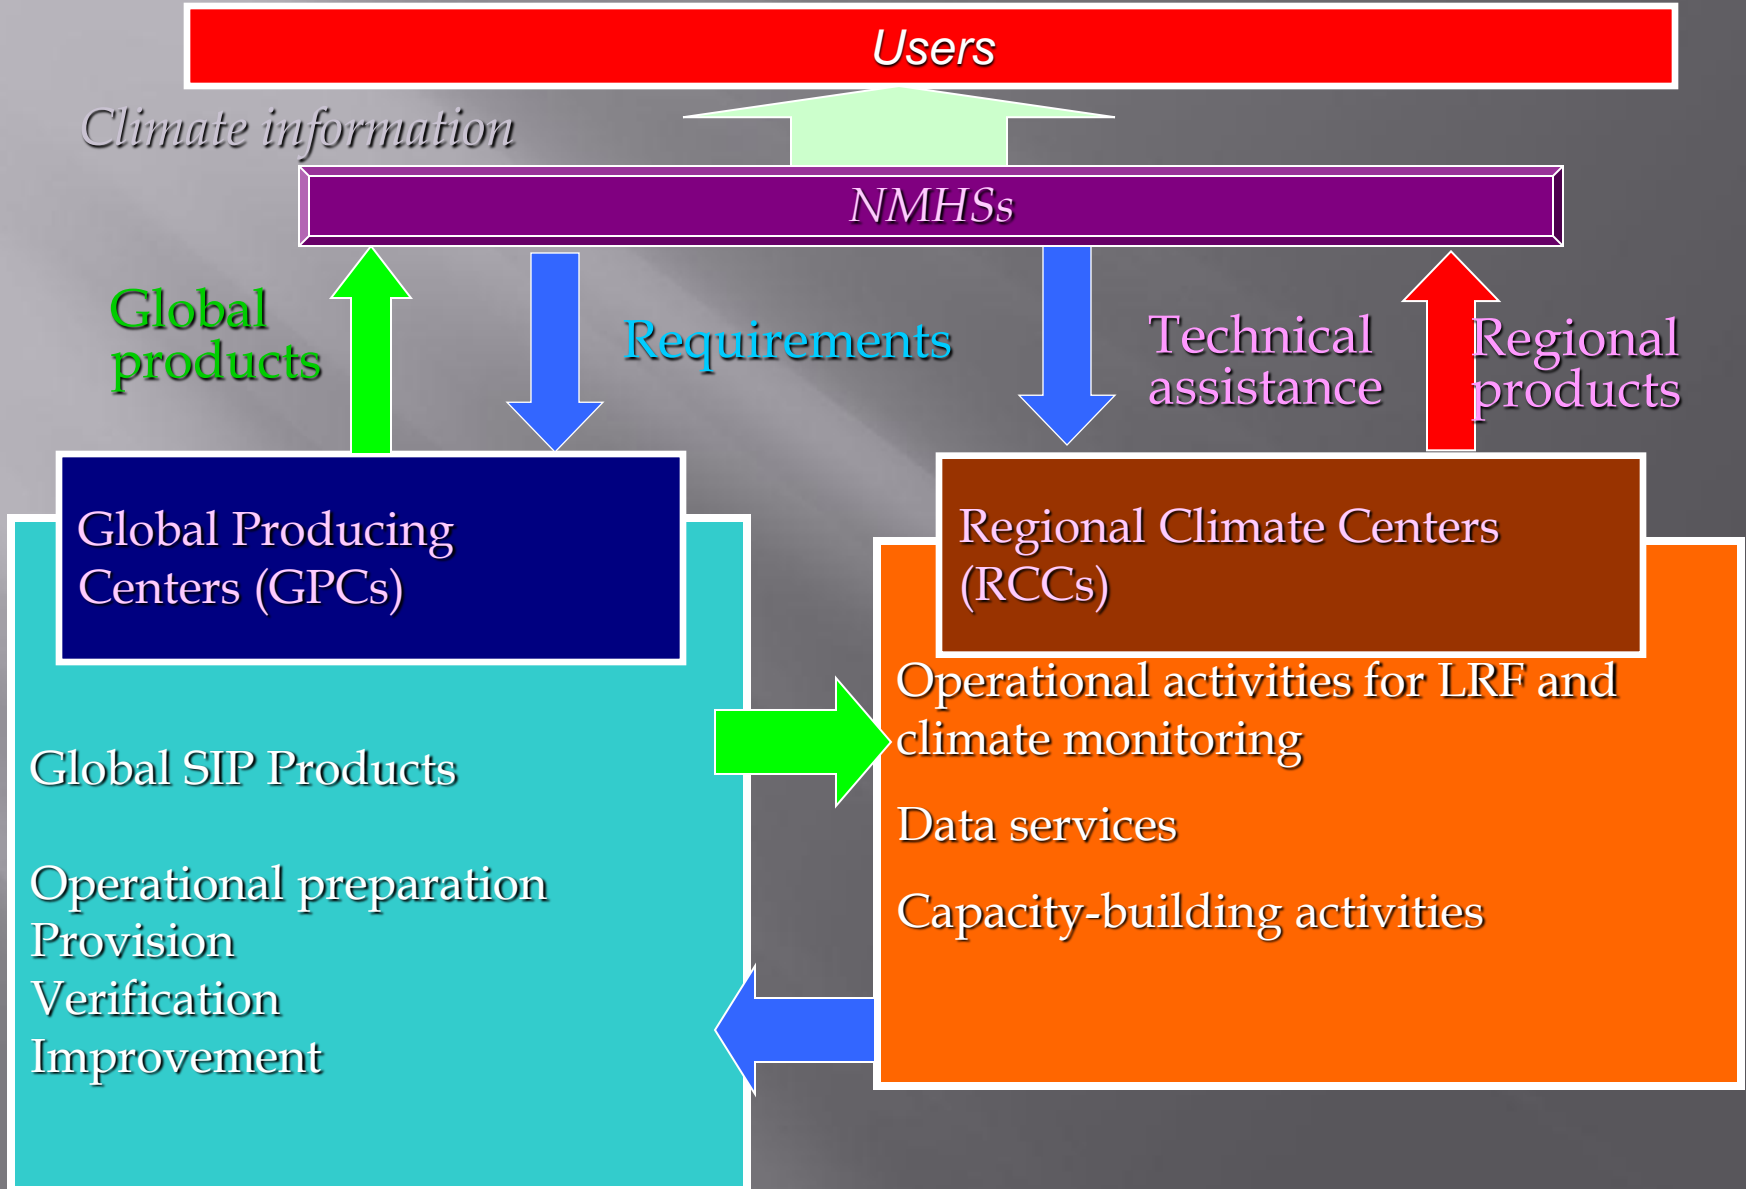 Users
Climate information
NMHSs
Global
products
Requirements
Technical
assistance
Regional
products
Global Producing
Centers (GPCs)
Global SIP Products
Operational preparation
Provision
Verification
Improvement
Regional Climate Centers
(RCCs)
Operational activities for LRF and
climate monitoring
Data services
Capacity-building activities